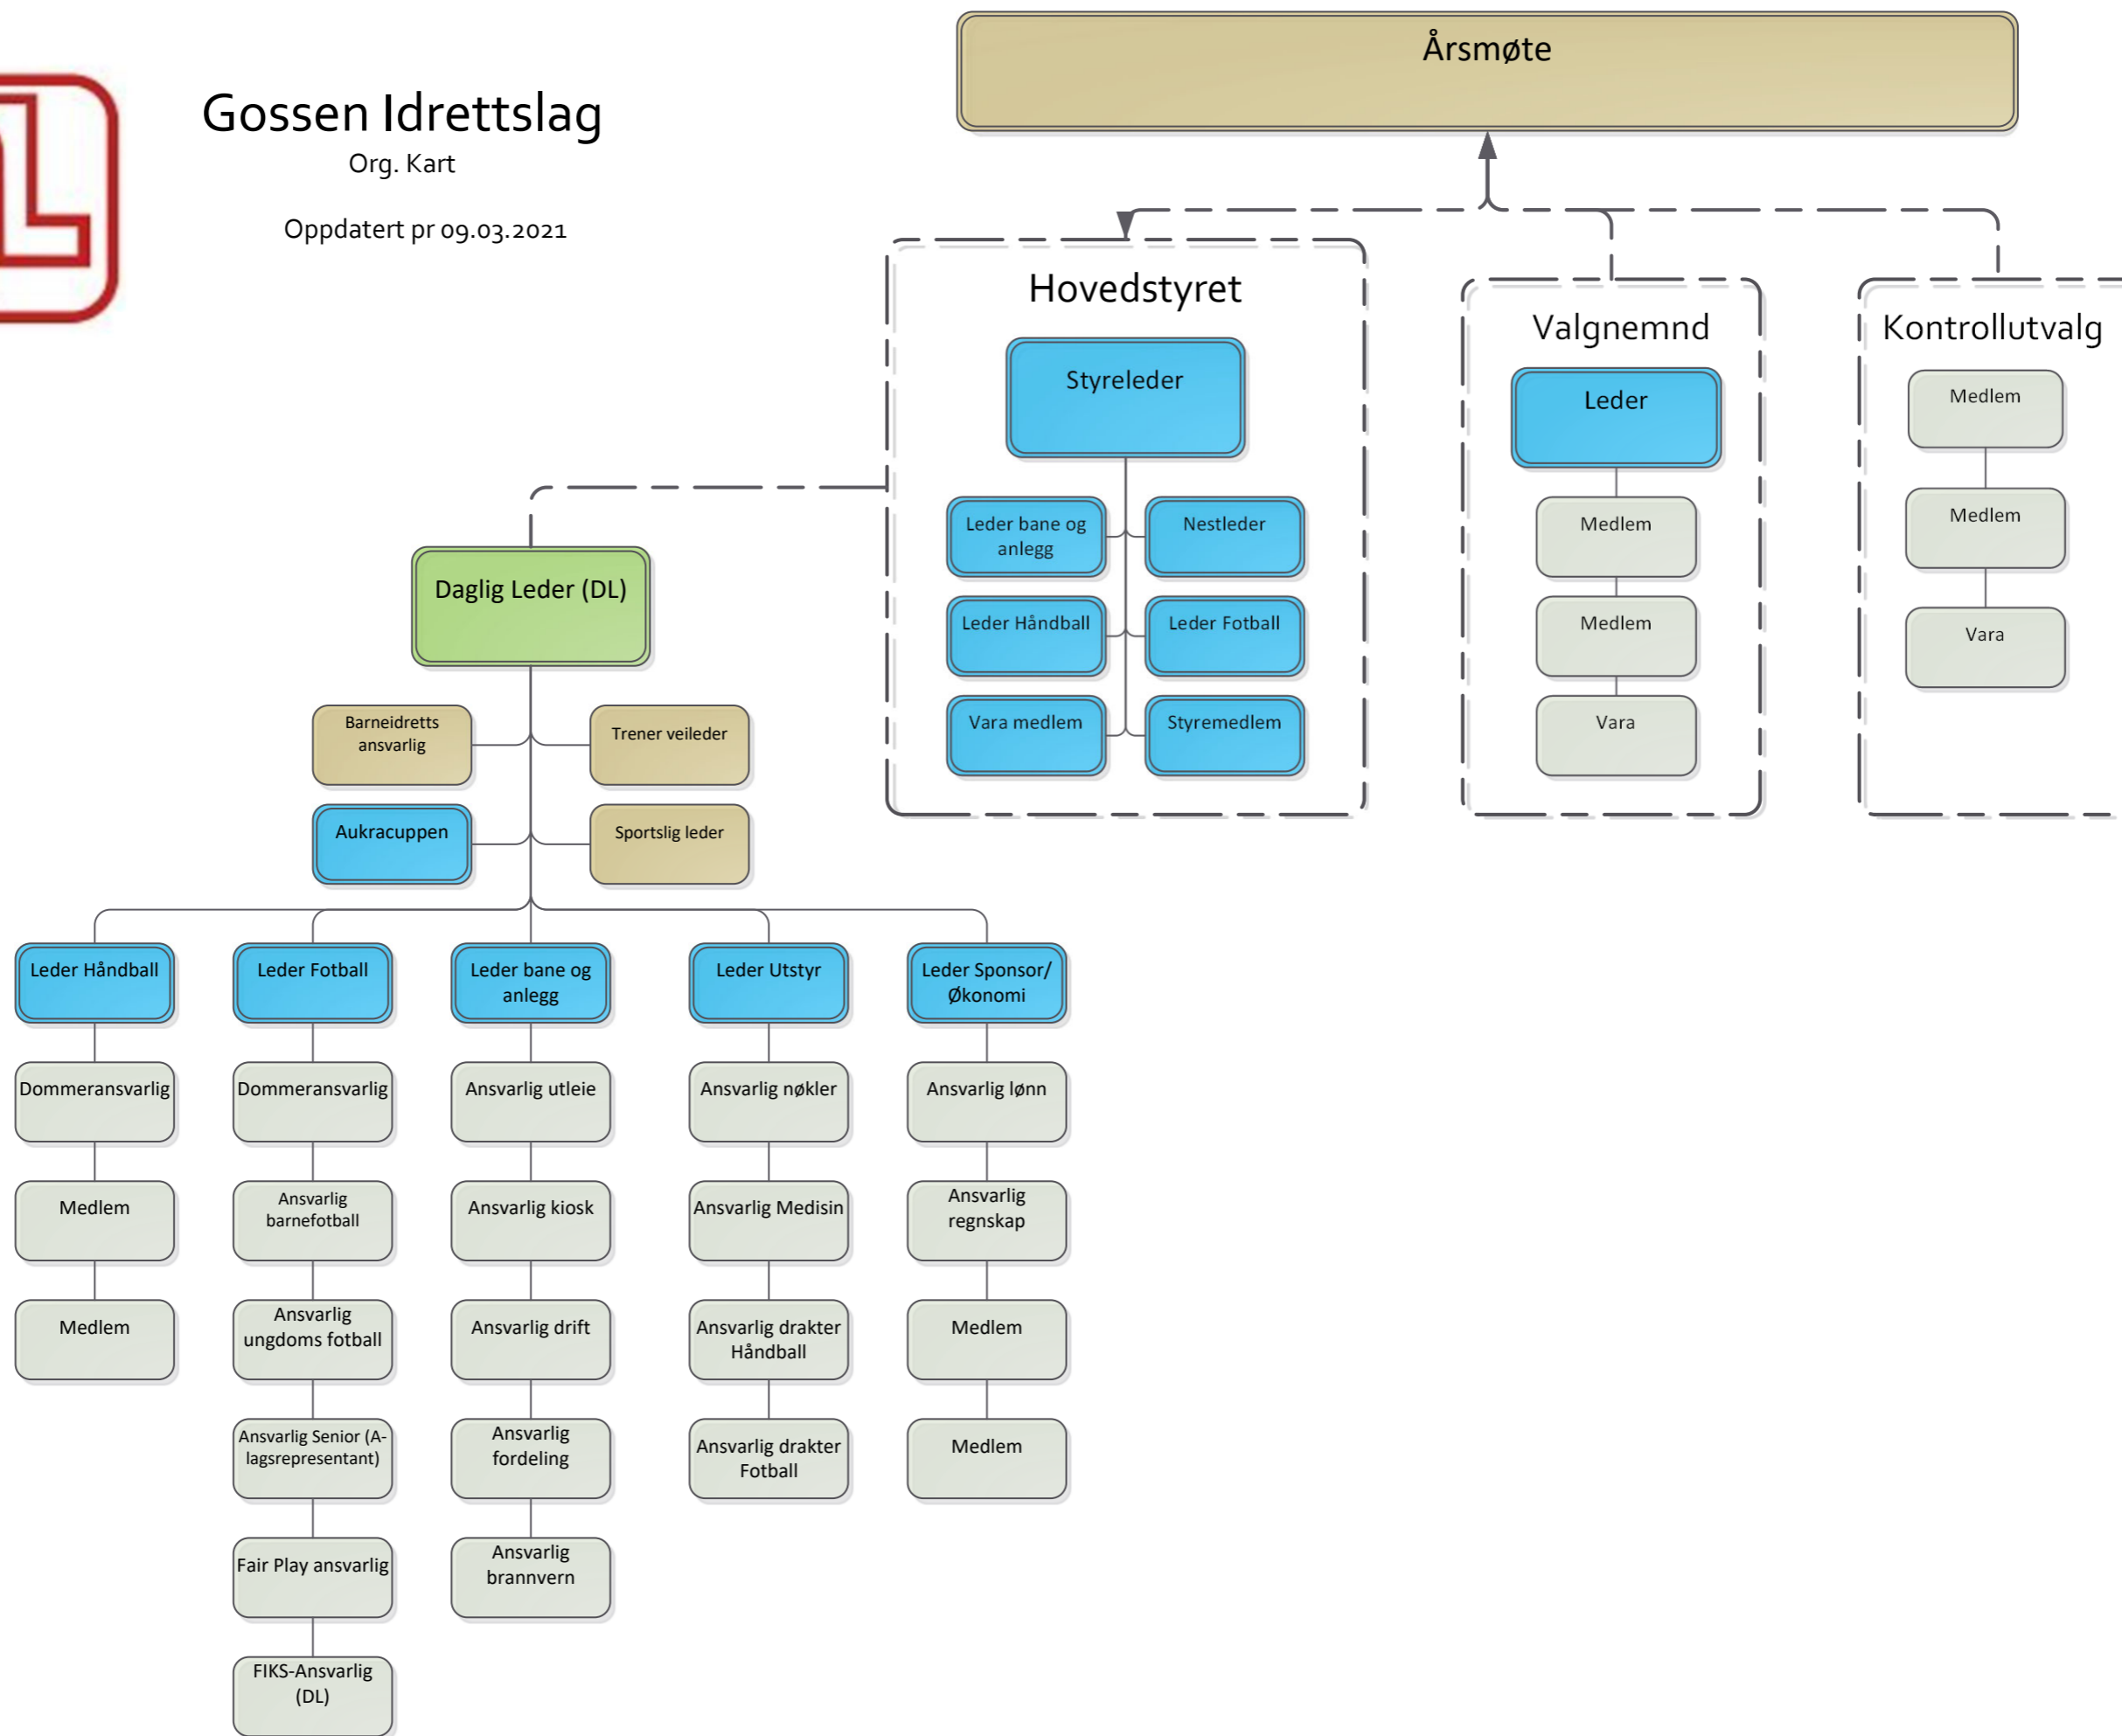 Årsmøte
L
Gossen Idrettslag
Org. Kart
Oppdatert pr 09.03.2021
Hovedstyret
Styreleder
Leder bane og
anlegg
Nestleder
Leder Håndball
Leder Fotball
Vara medlem
Styremedlem
Valgnemnd
Leder
Medlem
Medlem
Vara
Kontrollutvalg
Medlem
Medlem
Vara
Daglig Leder (DL)
Barneidretts
ansvarlig
Trener veileder
Aukracuppen
Sportslig leder
Leder Håndball
Dommeransvarlig
Medlem
Medlem
Leder Fotball
Dommeransvarlig
Ansvarlig
barnefotball
Ansvarlig
ungdoms fotball
Ansvarlig Senior (A-
lagsrepresentant)
Fair Play ansvarlig
FIKS-Ansvarlig
(DL)
Leder bane og
anlegg
Ansvarlig utleie
Ansvarlig kiosk
Ansvarlig drift
Ansvarlig
fordeling
Ansvarlig
brannvern
Leder Utstyr
Ansvarlig nøkler
Ansvarlig Medisin
Ansvarlig drakter
Håndball
Ansvarlig drakter
Fotball
Leder Sponsor/
Økonomi
Ansvarlig lønn
Ansvarlig
regnskap
Medlem
Medlem